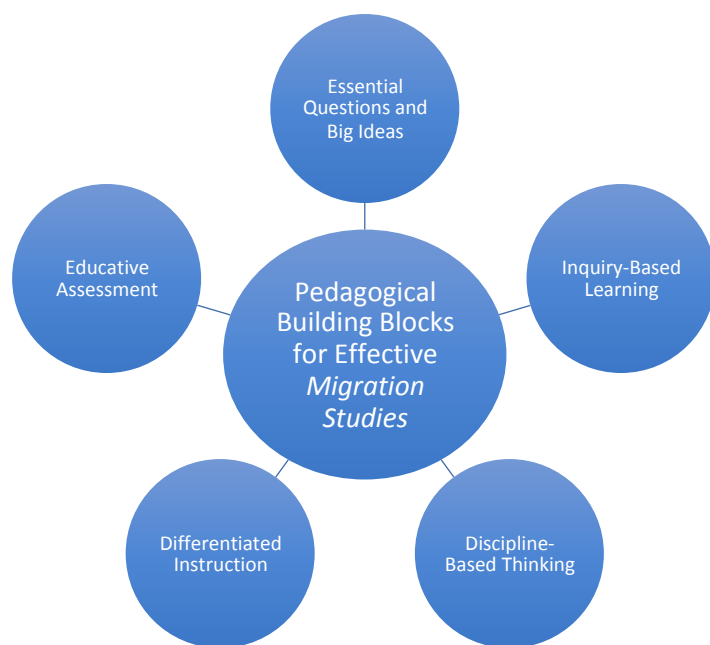 Essential
Questions and
Big Ideas
Educative
Assessment
Inquiry-Based
Learning
Pedagogical
Building Blocks
for Effective
Migration
Studies
Differentiated
Instruction
Discipline-
Based Thinking